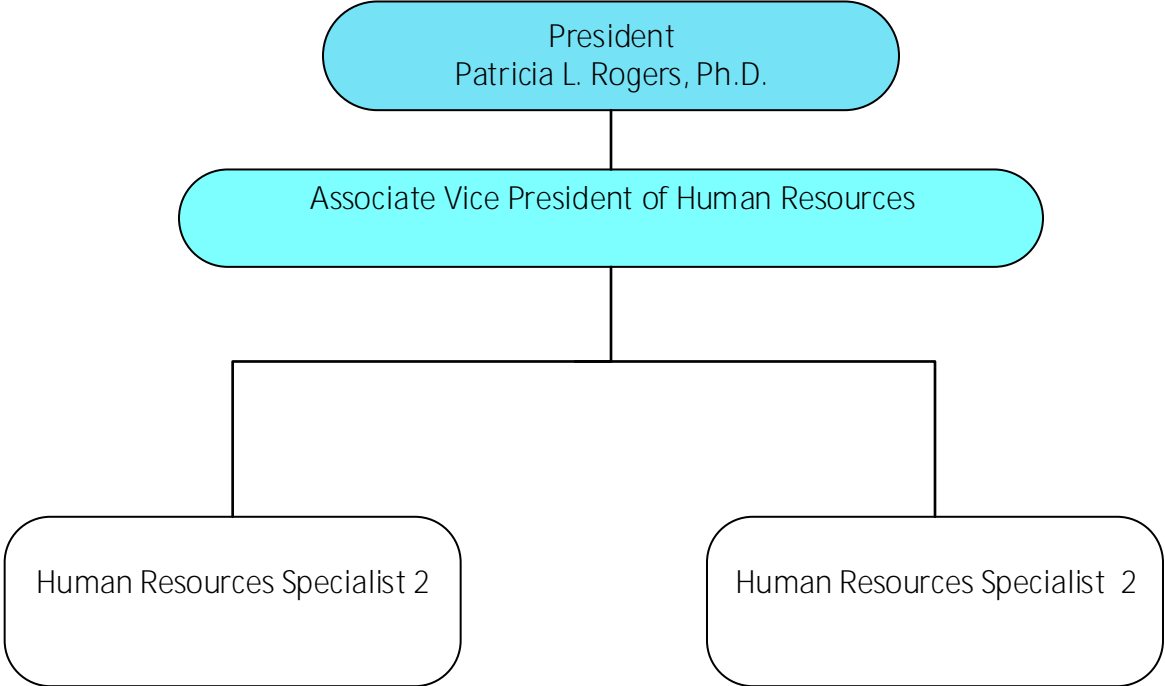 President
Patricia L. Rogers, Ph.D.
Associate Vice President of Human Resources
Human Resources Specialist 2
Human Resources Specialist 2